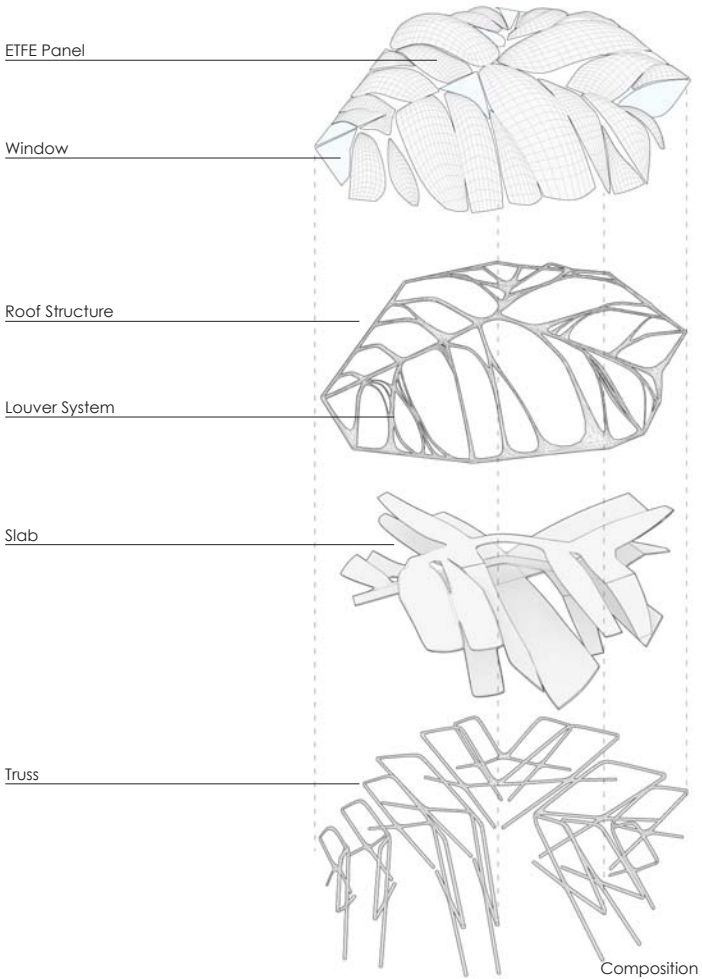 ETFE Panel
Window
Roof Structure
Louver System
Slab
Truss
Composition